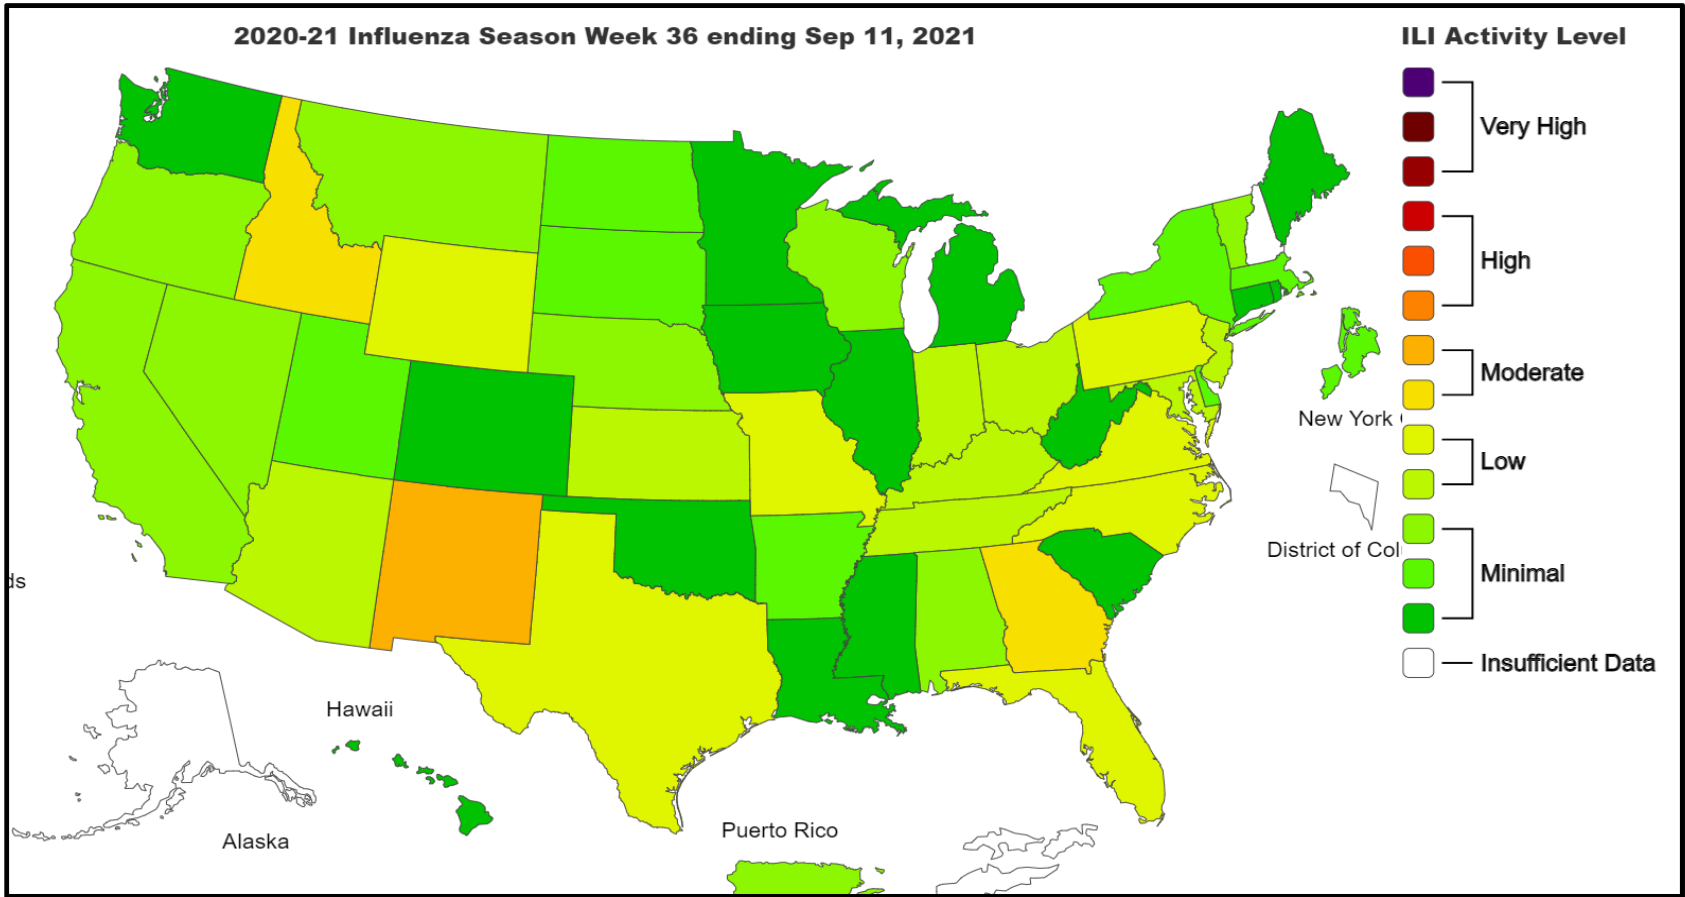 2020-21 Influenza Season Week 36 ending Sep 11, 2021
ILI Activity Level
Very High
High
Moderate
Low
Minimal
Insufficient Data
New York
District of Col
ds
Hawaii
Alaska
Puerto Rico